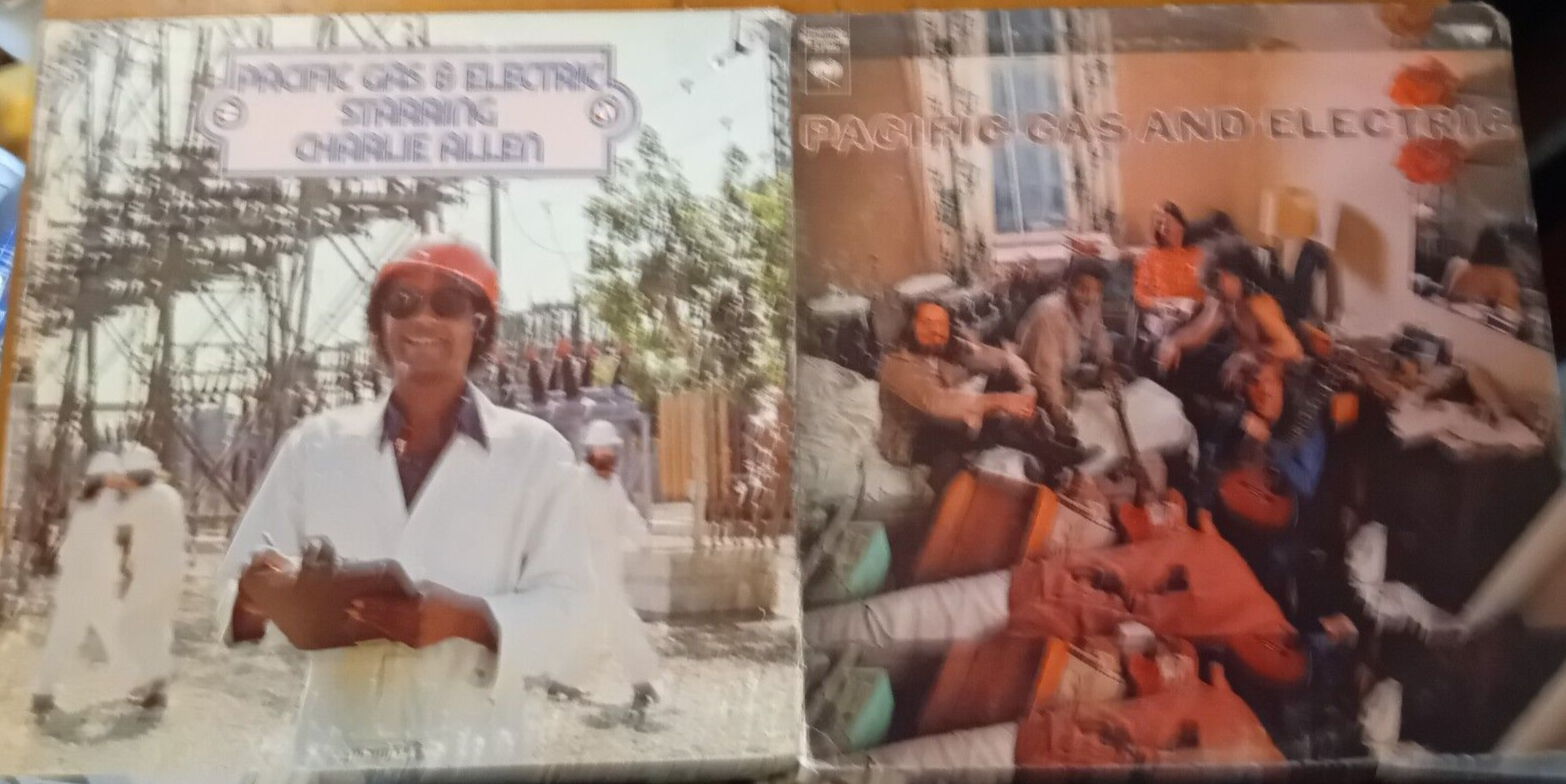 PACIFIC GAS & ELECTRIC
STARRING
CHARLIE ALLEN
PACIFIC GAS AND ELECTRIC